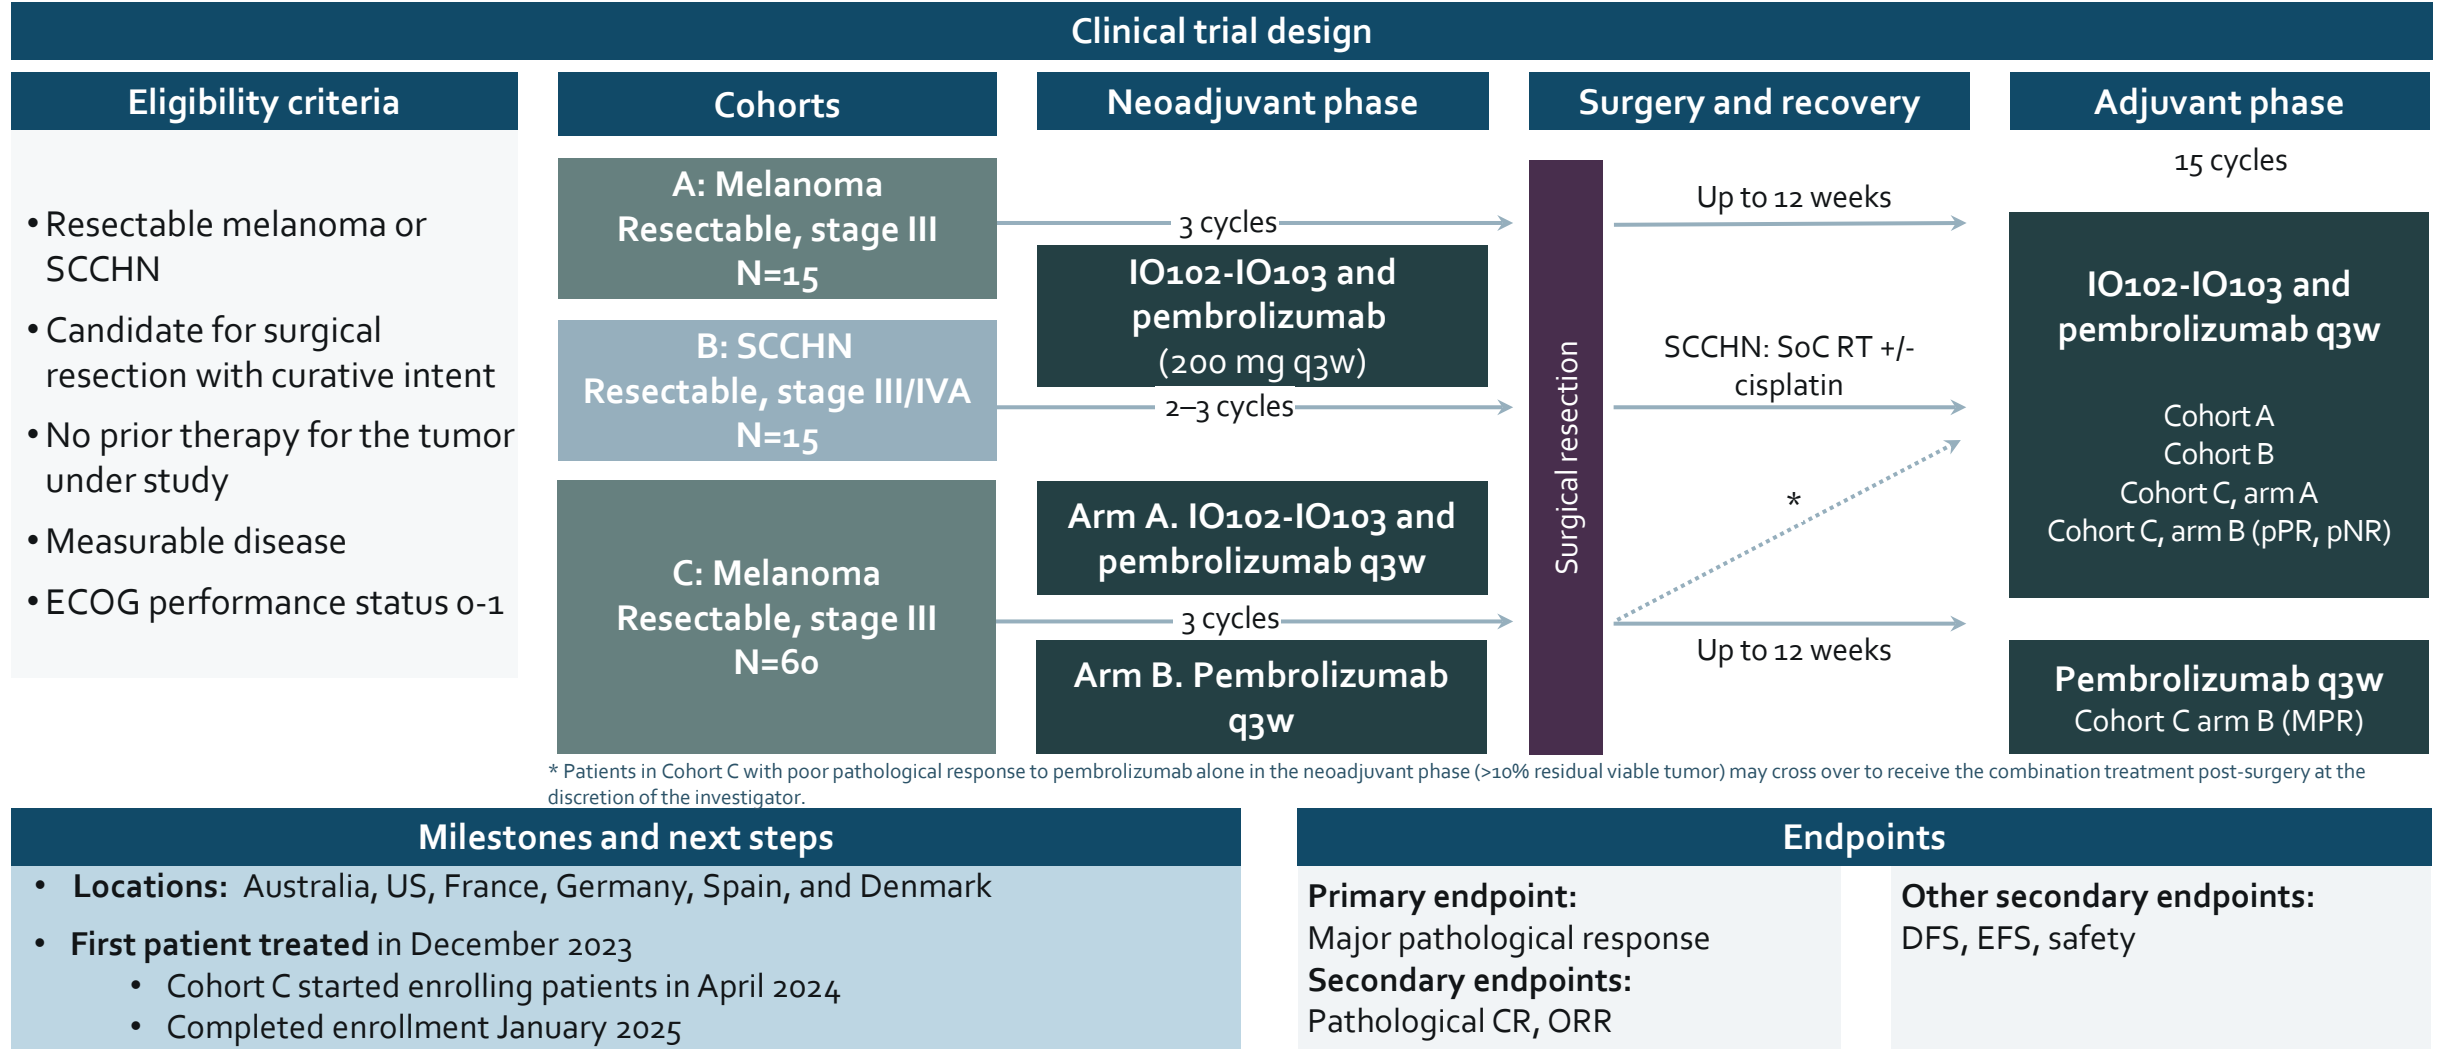 Clinical trial design
Eligibility criteria
• Resectable melanoma or
SCCHN
• Candidate for surgical
resection with curative intent
• No prior therapy for the tumor
under study
• Measurable disease
• ECOG performance status 0-1
Cohorts
A: Melanoma
Resectable, stage III
N=15
B: SCCHN
Resectable, stage III/IVA
N=15
C: Melanoma
Resectable, stage III
N=60
Neoadjuvant phase
3 cycles
IO102-IO103 and
pembrolizumab
(200 mg q3w)
2–3 cycles
Arm A. IO102-IO103 and
pembrolizumab q3w
3 cycles
Arm B. Pembrolizumab
q3w
Surgery and recovery
Surgical resection
Up to 12 weeks
SCCHN: SoC RT +/-
cisplatin
*
Up to 12 weeks
Adjuvant phase
15 cycles
IO102-IO103 and
pembrolizumab q3w
Cohort A
Cohort B
Cohort C, arm A
Cohort C, arm B (pPR, pNR)
Pembrolizumab q3w
Cohort C arm B (MPR)
* Patients in Cohort C with poor pathological response to pembrolizumab alone in the neoadjuvant phase (>10% residual viable tumor) may cross over to receive the combination treatment post-surgery at the
discretion of the investigator.
Milestones and next steps
• Locations: Australia, US, France, Germany, Spain, and Denmark
• First patient treated in December 2023
• Cohort C started enrolling patients in April 2024
• Completed enrollment January 2025
Endpoints
Primary endpoint:
Major pathological response
Secondary endpoints:
Pathological CR, ORR
Other secondary endpoints:
DFS, EFS, safety